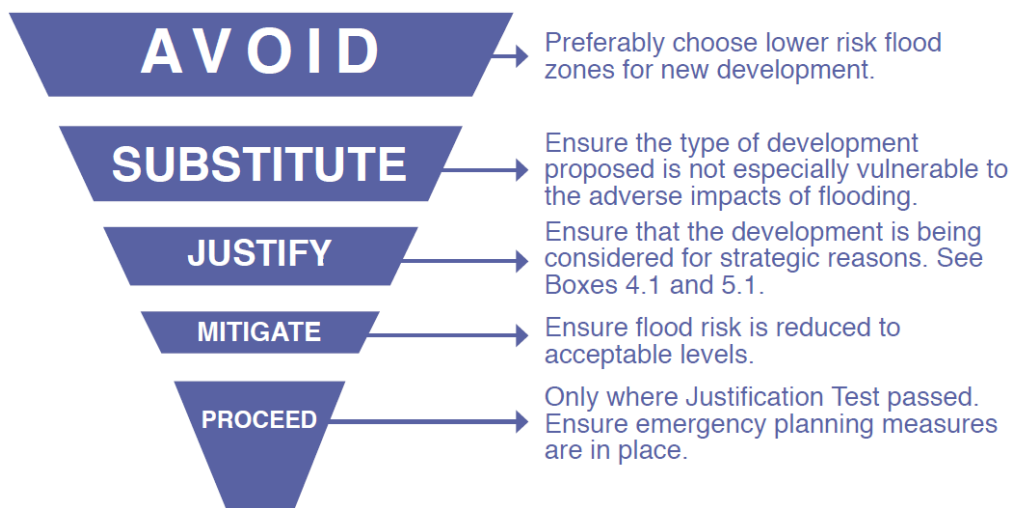 AVOID
Preferably choose lower risk flood
zones for new development.
SUBSTITUTE
Ensure the type of development
proposed is not especially vulnerable to
the adverse impacts of flooding.
JUSTIFY
Ensure that the development is being
considered for strategic reasons. See
Boxes 4.1 and 5.1.
MITIGATE
Ensure flood risk is reduced to
acceptable levels.
PROCEED
Only where Justification Test passed.
Ensure emergency planning measures
are in place.